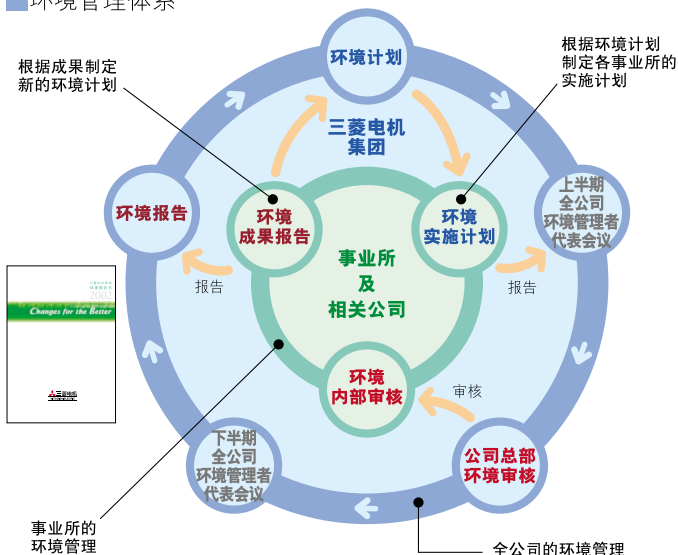 环境管理体系
根据成果制定
新的环境计划
环境计划
根据环境计划
制定各事业所的
实施计划
三菱电机
集团
环境报告
环境
成果报告
环境
实施计划
上半期
全公司
环境管理者
代表会议
报告
报告
事业所
及
相关公司
2002
Changes for the Better
三菱电机
环境
内部审核
审核
下半期
全公司
环境管理者
代表会议
公司总部
环境审核
事业所的
环境管理
全公司的环境管理